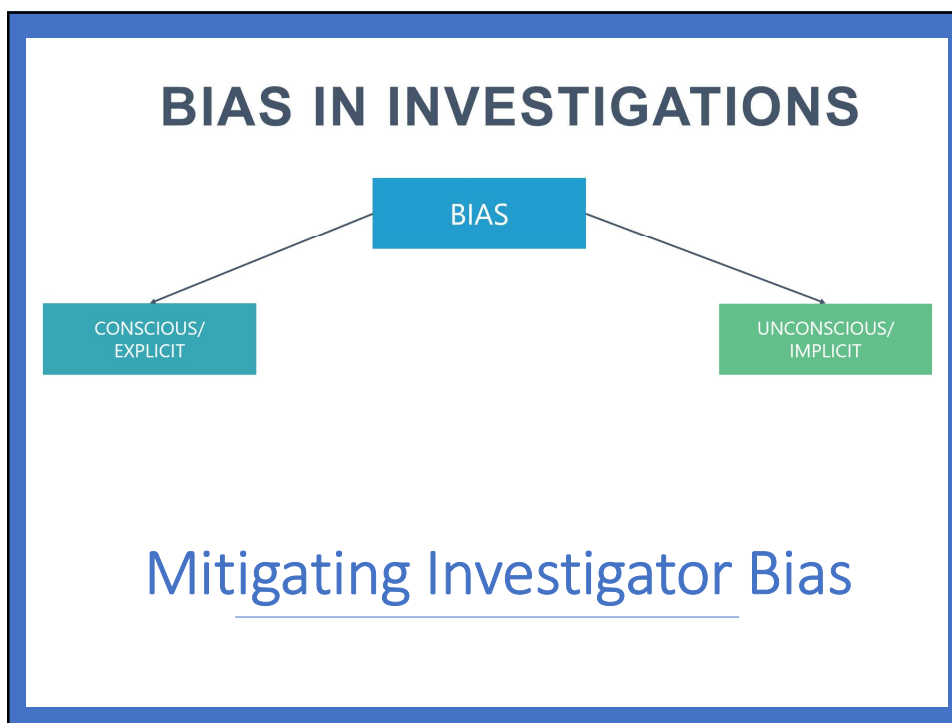 BIAS IN INVESTIGATIONS
BIAS
CONSCIOUS/
EXPLICIT
UNCONSCIOUS/
IMPLICIT
Mitigating Investigator Bias